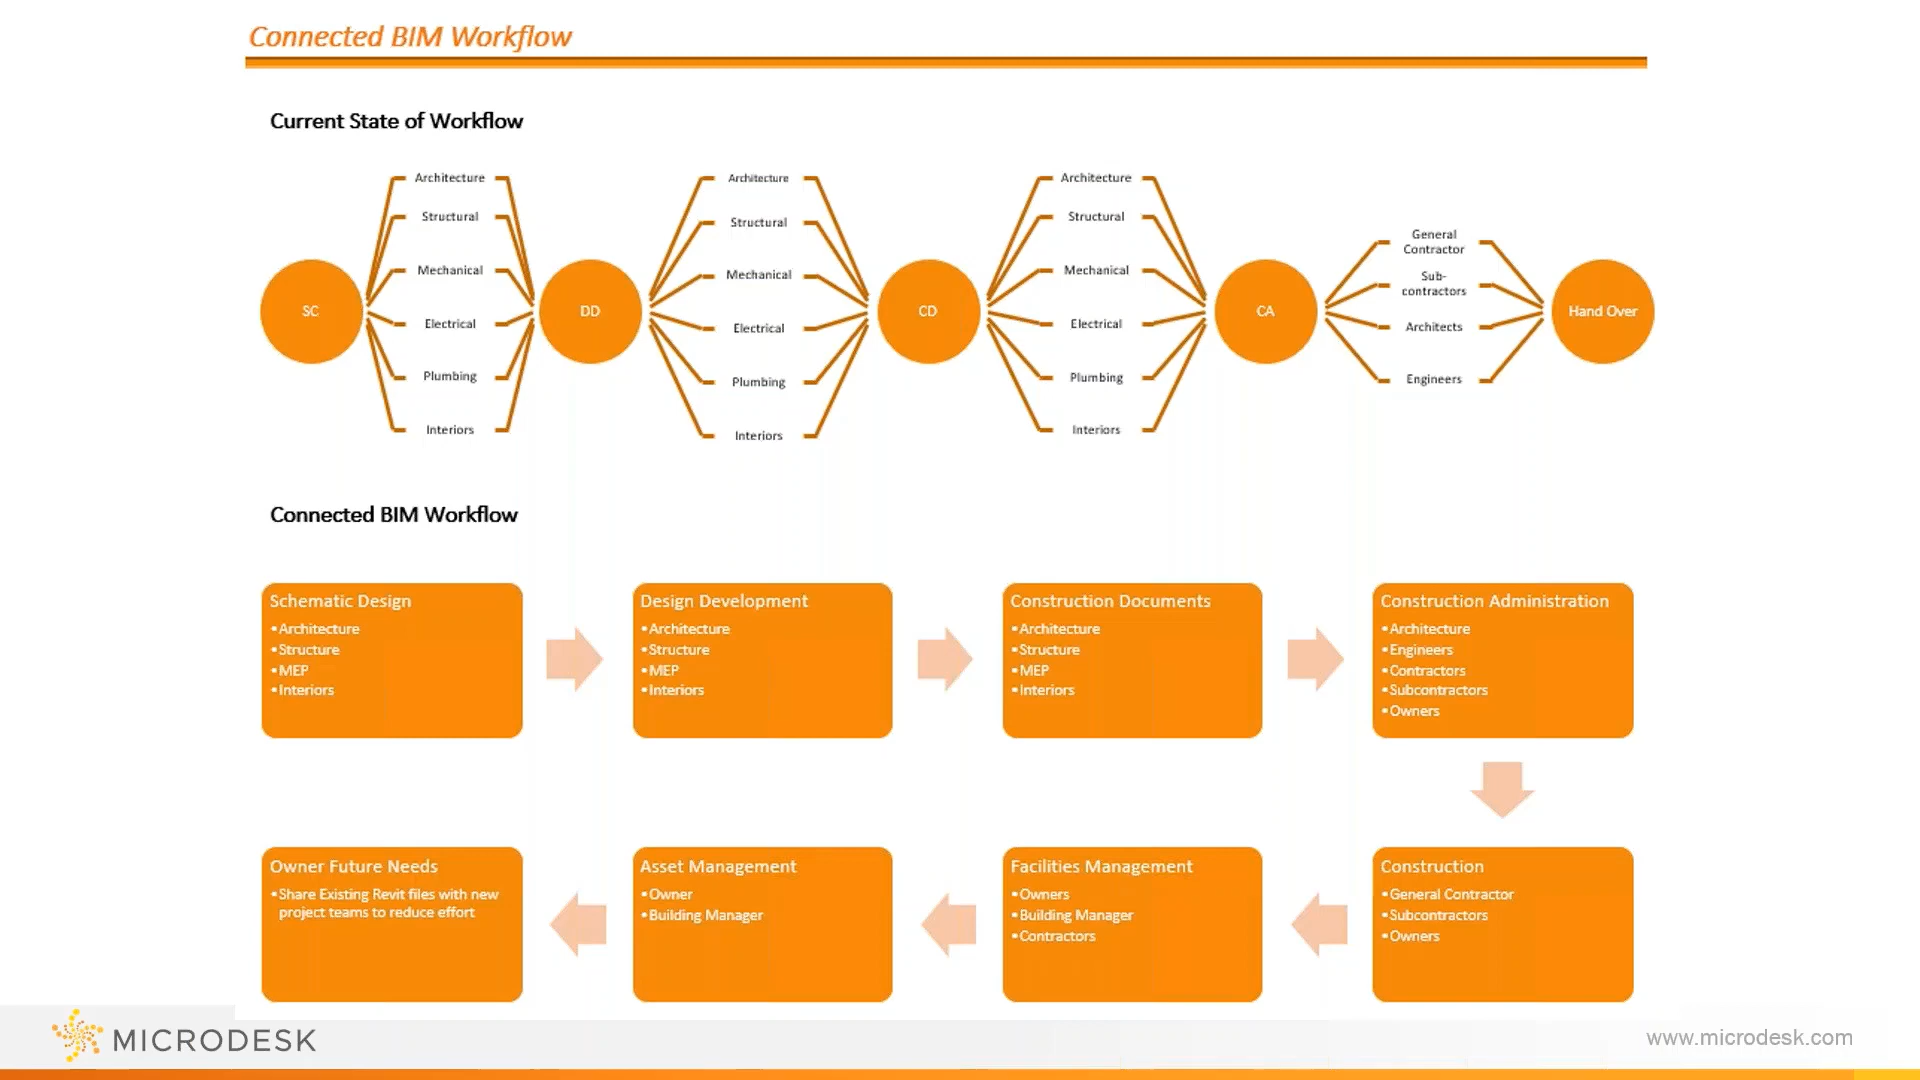 Connected BIM Workflow
Current State of Workflow
SC
Architecture
Structural
Mechanical
Electrical
Plumbing
Interiors
DD
Architecture
Structural
Mechanical
Electrical
Plumbing
Interiors
CD
Architecture
Structural
Mechanical
Electrical
Plumbing
Interiors
CA
General
Contractor
Sub-
contractors
Architects
Engineers
Hand Over
Connected BIM Workflow
Schematic Design
•Architecture
•Structure
•MEP
•Interiors
Design Development
•Architecture
•Structure
•MEP
•Interiors
Construction Documents
•Architecture
•Structure
•MEP
•Interiors
Construction Administration
•Architecture
•Engineers
•Contractors
•Subcontractors
•Owners
Owner Future Needs
•Share Existing Revit files with new
project teams to reduce effort
Asset Management
•Owner
•Building Manager
Facilities Management
•Owners
•Building Manager
•Contractors
Construction
•General Contractor
•Subcontractors
•Owners
MICRODESK
www.microdesk.com